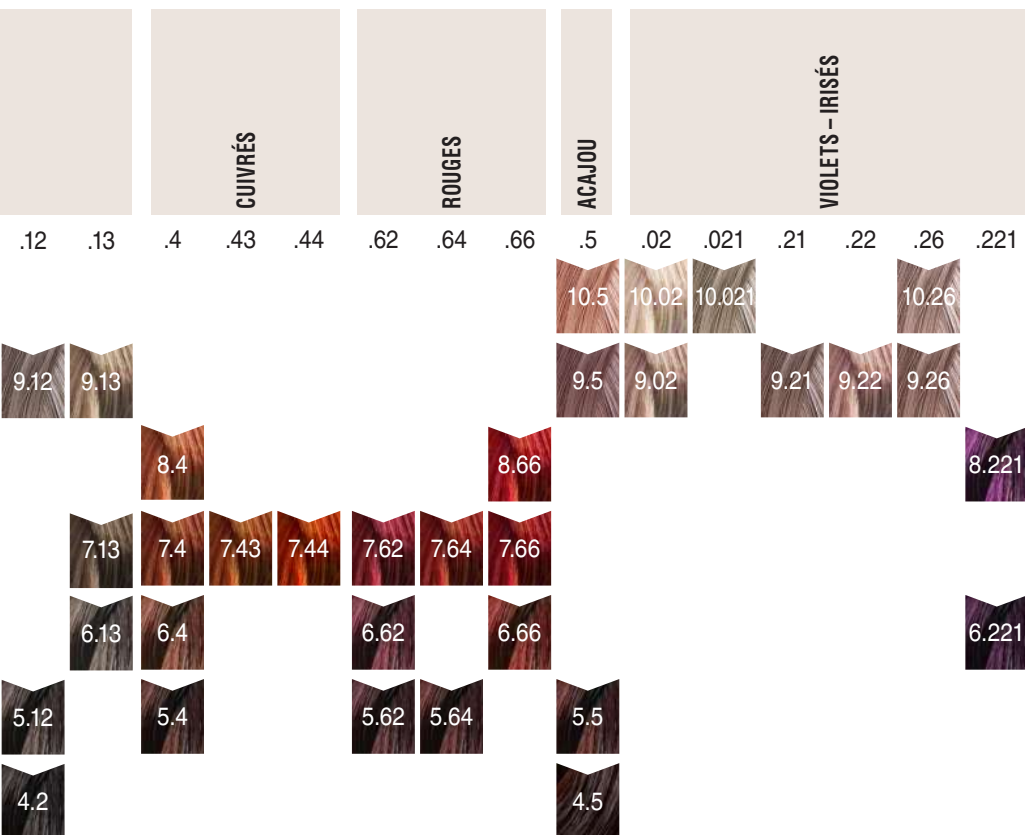 CUIVRÉS
ROUGES
ACAJOU
VIOLETS – IRISÉS
.12 .13 .4 .43 .44 .62 .64 .66 .5 .02 .021 .21 .22 .26 .221
10.5 10.02 10.021 10.26
9.12 9.13 9.5 9.02 9.21 9.22 9.26
8.4 8.66 8.221
7.13 7.4 7.43 7.44 7.62 7.64 7.66
6.13 6.4 6.62 6.66 6.221
5.12 5.4 5.62 5.64 5.5
4.2 4.5